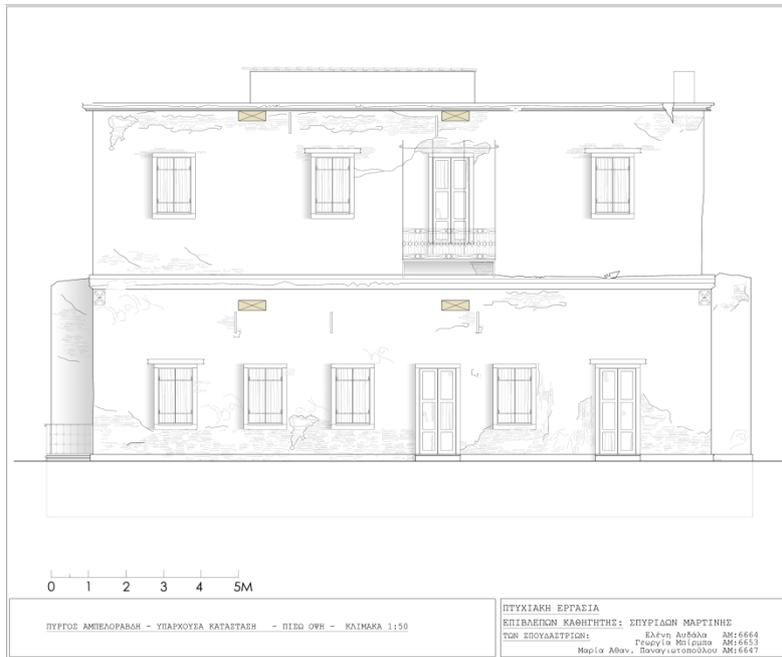 0 1 2 3 4 5M
ΠΥΡΓΟΣ ΑΜΠΕΛΟΡΑΒΔΗ - ΥΠΑΡΧΟΥΣΑ ΚΑΤΑΣΤΑΣΗ - ΠΙΣΩ ΟΨΗ - ΚΛΙΜΑΚΑ 1:50
ΠΤΥΧΙΑΚΗ ΕΡΓΑΣΙΑ
ΕΠΙΒΛΕΠΩΝ ΚΑΘΗΓΗΤΗΣ: ΣΠΥΡΙΔΩΝ ΜΑΡΤΙΝΗΣ
ΤΩΝ ΣΠΟΥΔΑΣΤΡΙΩΝ: Ελένη Αυδάλα ΑΜ:6664
Γεωργία Μπίρμπα ΑΜ:6653
Μαρία Αθαν. Παναγιωτοπούλου ΑΜ:6647